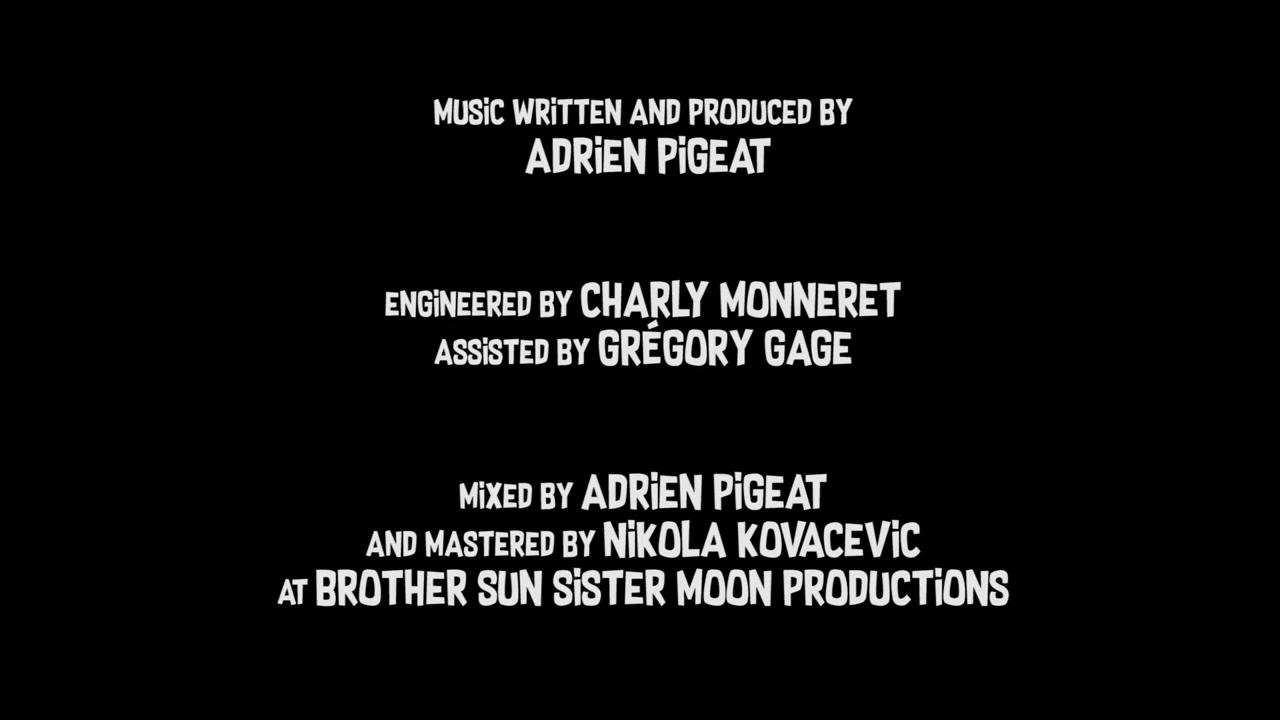 MUSiC WRiTTEN AND PRODUCED BY
ADRiEN PiGEAT
ENGiNEERED BY CHARLY MONNERET
ASSiSTED BY GRÉGORY GAGE
MiXED BY ADRiEN PiGEAT
AND MASTERED BY NiKOLA KOVACEViC
AT BROTHER SUN SiSTER MOON PRODUCTiONS